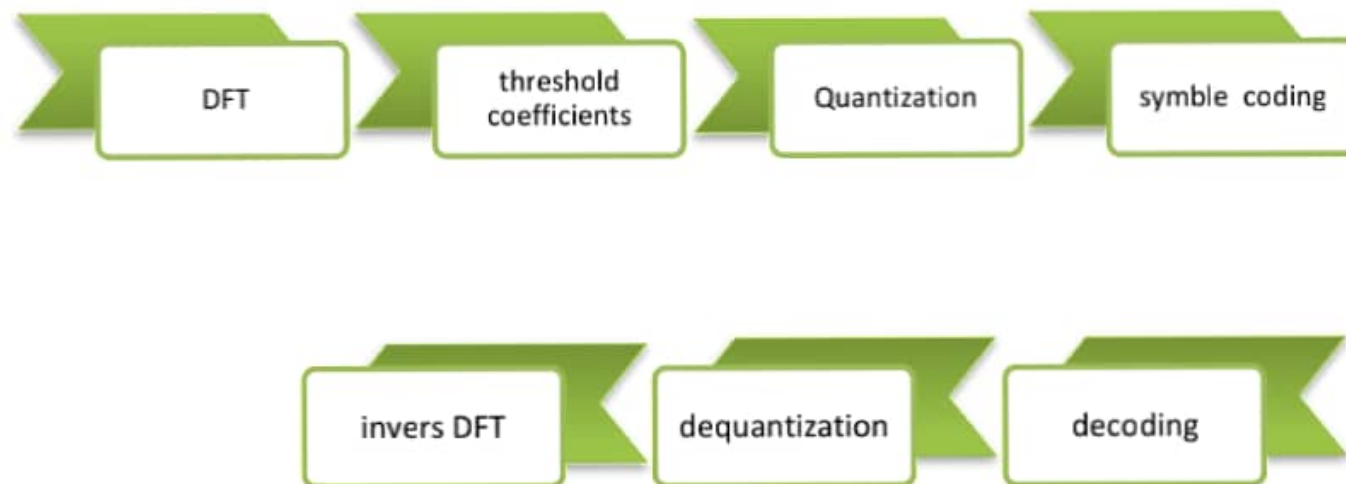 DFT
threshold
coefficients
Quantization
symble coding
invers DFT
dequantization
decoding